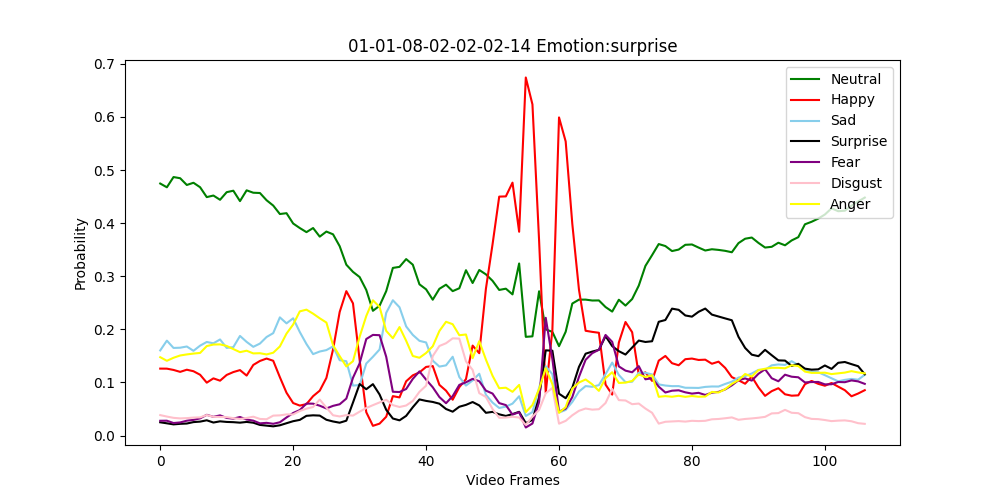 01-01-08-02-02-02-14 Emotion:surprise
Probability
0.7
0.6
0.5
0.4
0.3
0.2
0.1
0.0
Neutral
Happy
Sad
Surprise
Fear
Disgust
Anger
0 20 40 60 80 100
Video Frames